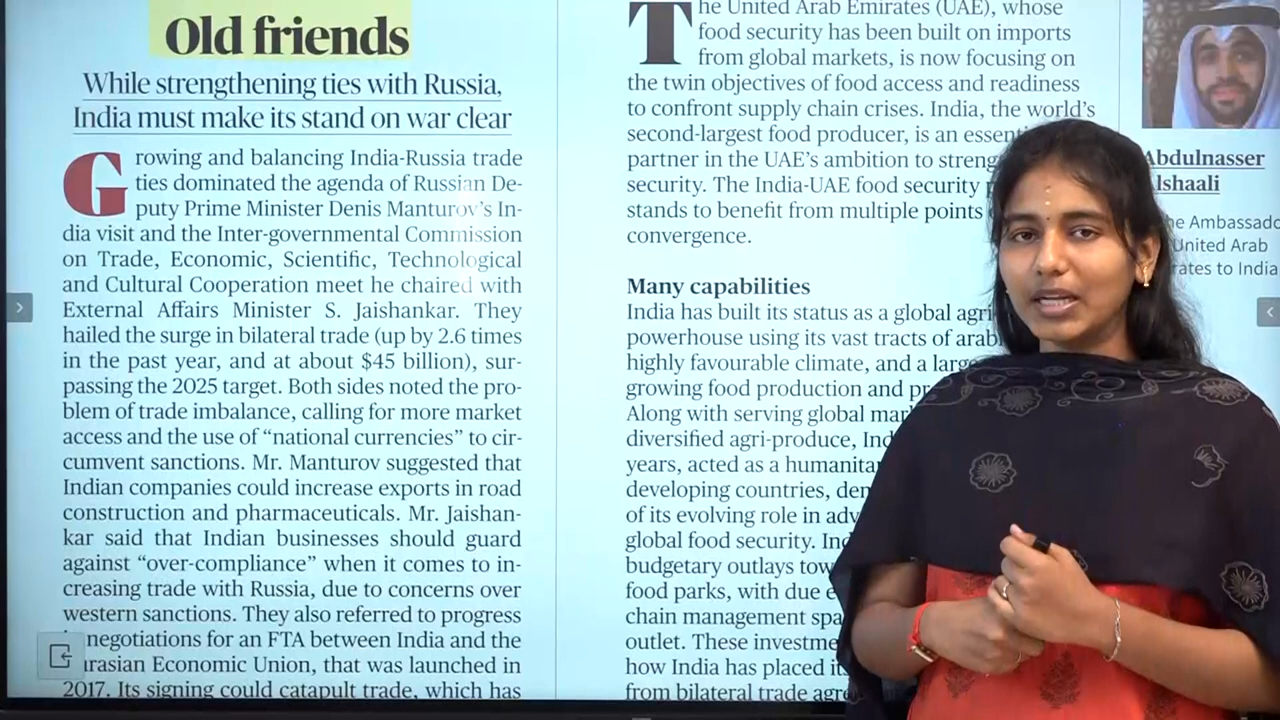 Old friends
While strengthening ties with Russia,
India must make its stand on war clear
Growing and balancing India-Russia trade
ties dominated the agenda of Russian De-
puty Prime Minister Denis Manturov’s In-
dia visit and the Inter-governmental Commission
on Trade, Economic, Scientific, Technological
and Cultural Cooperation meet he chaired with
External Affairs Minister S. Jaishankar. They
hailed the surge in bilateral trade (up by 2.6 times
in the past year, and at about $45 billion), sur-
passing the 2025 target. Both sides noted the pro-
blem of trade imbalance, calling for more market
access and the use of “national currencies” to cir-
cumvent sanctions. Mr. Manturov suggested that
Indian companies could increase exports in road
construction and pharmaceuticals. Mr. Jaishan-
kar said that Indian businesses should guard
against “over-compliance” when it comes to in-
creasing trade with Russia, due to concerns over
western sanctions. They also referred to progress
negotiations for an FTA between India and the
rasian Economic Union, that was launched in
2017. Its signing could catapult trade, which has
The United Arab Emirates (UAE), whose
food security has been built on imports
from global markets, is now focusing on
the twin objectives of food access and readiness
to confront supply chain crises. India, the world’s
second-largest food producer, is an essenti
partner in the UAE’s ambition to streng
security. The India-UAE food security
stands to benefit from multiple points
convergence.
Many capabilities
India has built its status as a global agri
powerhouse using its vast tracts of arab
highly favourable climate, and a large
growing food production and pr
Along with serving global mar
diversified agri-produce, Ind
years, acted as a humanita
developing countries, de
of its evolving role in adv
global food security. In
budgetary outlays tow
food parks, with due e
chain management spa
outlet. These investme
how India has placed it
from bilateral trade agre
Abdulnasser
lshaali
he Ambassado
United Arab
rates to India